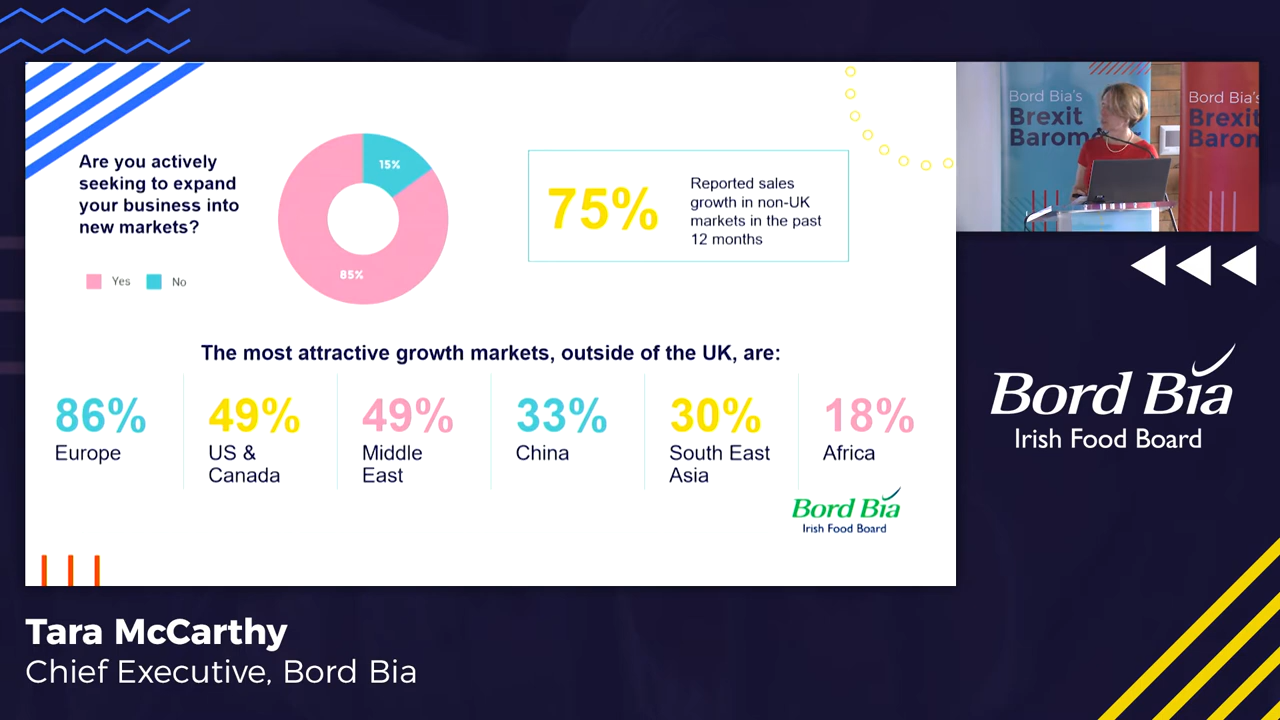 Are you actively
seeking to expand
your business into
new markets?
Yes
No
15%
85%
75%
Reported sales
growth in non-UK
markets in the past
12 months
The most attractive growth markets, outside of the UK, are:
86%
Europe
49%
US &
Canada
49%
Middle
East
33%
China
30%
South East
Asia
18%
Africa
Bord Bia
Irish Food Board
Bord Bia's
Brexit
Barom
Bord Bia's
Brexit
Barom
Bord Bia
Irish Food Board
Tara McCarthy
Chief Executive, Bord Bia